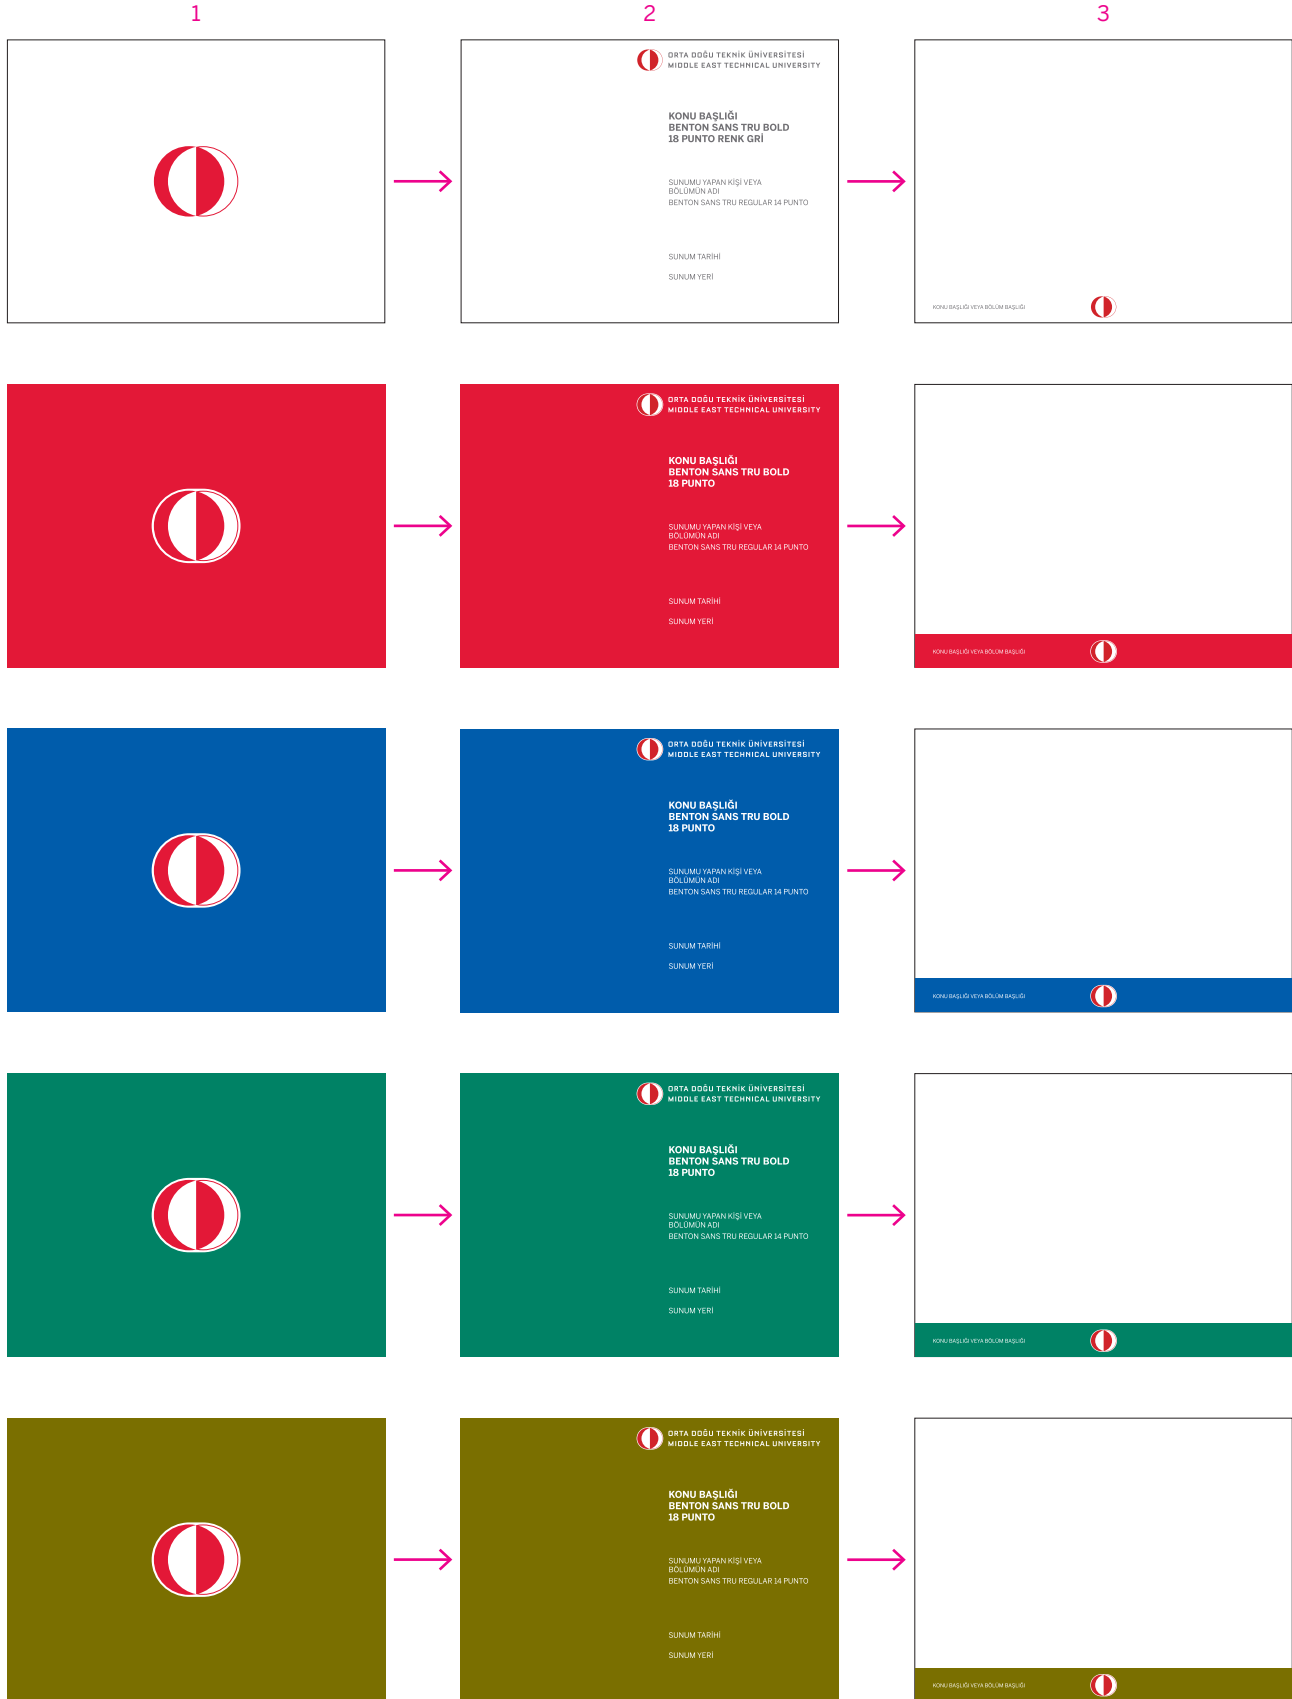 1
2
3
ORTA DOĞU TEKNİK ÜNİVERSİTESİ
MIDDLE EAST TECHNICAL UNIVERSITY
KONU BAŞLIĞI
BENTON SANS TRU BOLD
18 PUNTO RENK GRİ
SUNUMU YAPAN KİŞİ VEYA
BÖLÜMÜN ADI
BENTON SANS TRU REGULAR 14 PUNTO
SUNUM TARİHİ
SUNUM YERİ
KONU BAŞLIĞI VEYA BÖLÜM BAŞLIĞI
ORTA DOĞU TEKNİK ÜNİVERSİTESİ
MIDDLE EAST TECHNICAL UNIVERSITY
KONU BAŞLIĞI
BENTON SANS TRU BOLD
18 PUNTO
SUNUMU YAPAN KİŞİ VEYA
BÖLÜMÜN ADI
BENTON SANS TRU REGULAR 14 PUNTO
SUNUM TARİHİ
SUNUM YERİ
KONU BAŞLIĞI VEYA BÖLÜM BAŞLIĞI
ORTA DOĞU TEKNİK ÜNİVERSİTESİ
MIDDLE EAST TECHNICAL UNIVERSITY
KONU BAŞLIĞI
BENTON SANS TRU BOLD
18 PUNTO
SUNUMU YAPAN KİŞİ VEYA
BÖLÜMÜN ADI
BENTON SANS TRU REGULAR 14 PUNTO
SUNUM TARİHİ
SUNUM YERİ
KONU BAŞLIĞI VEYA BÖLÜM BAŞLIĞI
ORTA DOĞU TEKNİK ÜNİVERSİTESİ
MIDDLE EAST TECHNICAL UNIVERSITY
KONU BAŞLIĞI
BENTON SANS TRU BOLD
18 PUNTO
SUNUMU YAPAN KİŞİ VEYA
BÖLÜMÜN ADI
BENTON SANS TRU REGULAR 14 PUNTO
SUNUM TARİHİ
SUNUM YERİ
KONU BAŞLIĞI VEYA BÖLÜM BAŞLIĞI
ORTA DOĞU TEKNİK ÜNİVERSİTESİ
MIDDLE EAST TECHNICAL UNIVERSITY
KONU BAŞLIĞI
BENTON SANS TRU BOLD
18 PUNTO
SUNUMU YAPAN KİŞİ VEYA
BÖLÜMÜN ADI
BENTON SANS TRU REGULAR 14 PUNTO
SUNUM TARİHİ
SUNUM YERİ
KONU BAŞLIĞI VEYA BÖLÜM BAŞLIĞI